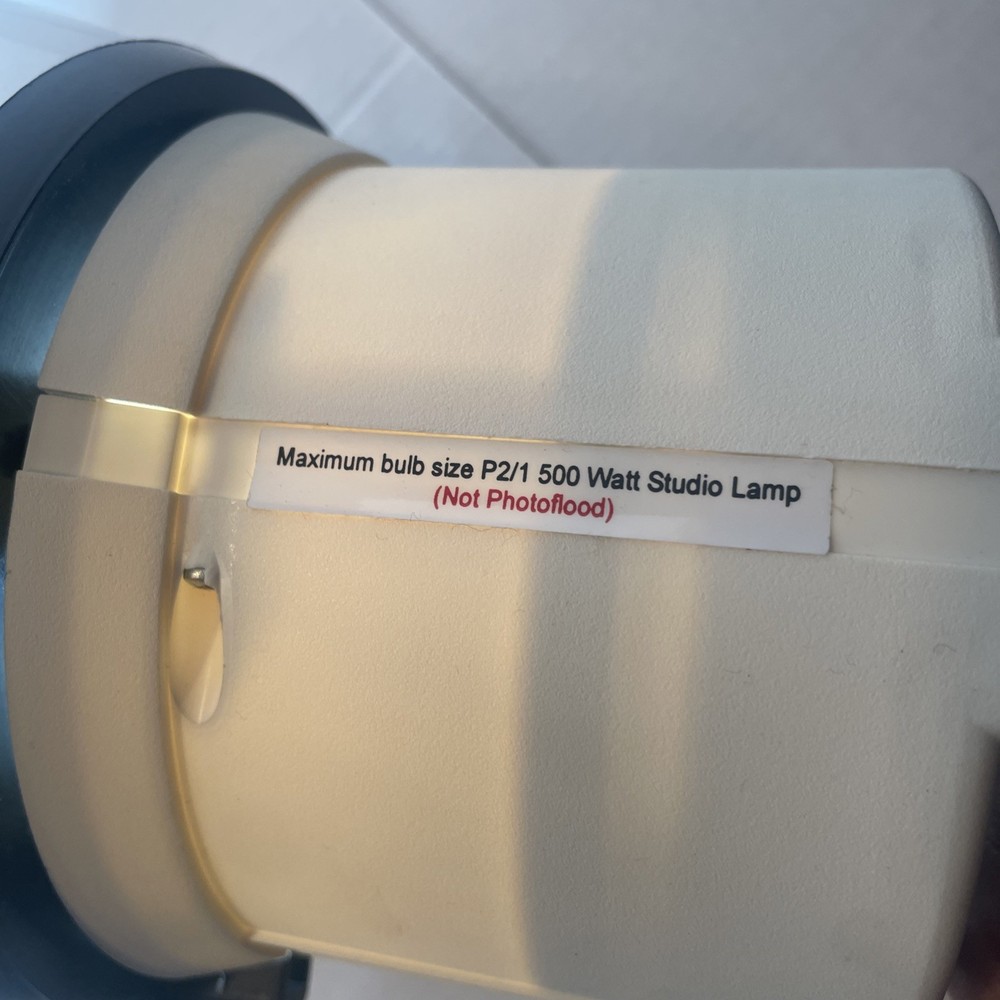 Maximum bulb size P2/1 500 Watt Studio Lamp
(Not Photoflood)